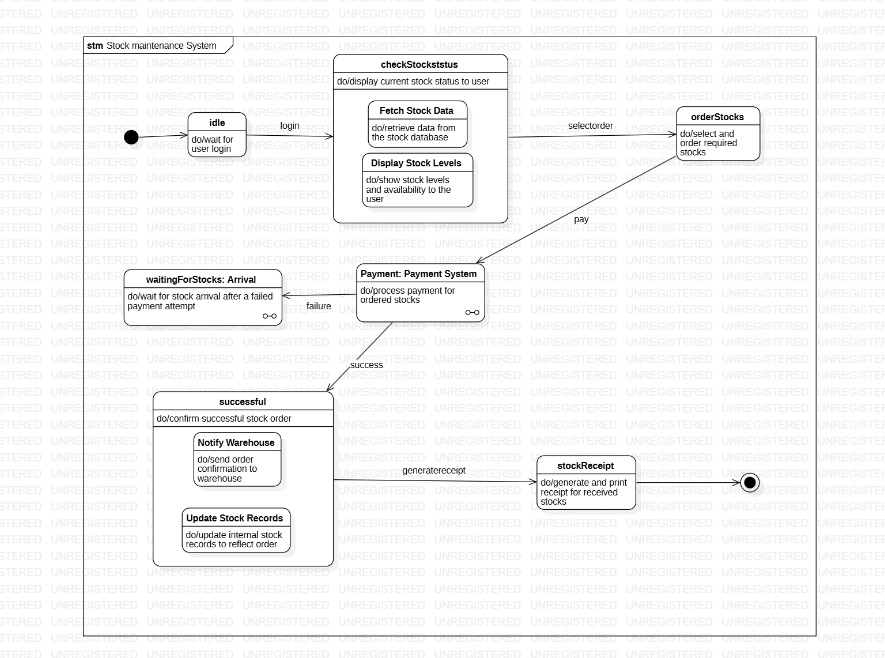 stm Stock maintenance System
checkStockststus
do/display current stock status to user
Fetch Stock Data
do/retrieve data from
the stock database
Display Stock Levels
do/show stock levels
and availability to the
user
idle
do/wait for
user login
login
selectorder
orderStocks
do/select and
order required
stocks
pay
waitingForStocks: Arrival
do/wait for stock arrival after a failed
payment attempt
failure
Payment: Payment System
do/process payment for
ordered stocks
success
successful
do/confirm successful stock order
Notify Warehouse
do/send order
confirmation to
warehouse
Update Stock Records
do/update internal stock
records to reflect order
generatereceipt
stockReceipt
do/generate and print
receipt for received
stocks
UNREGISTERED